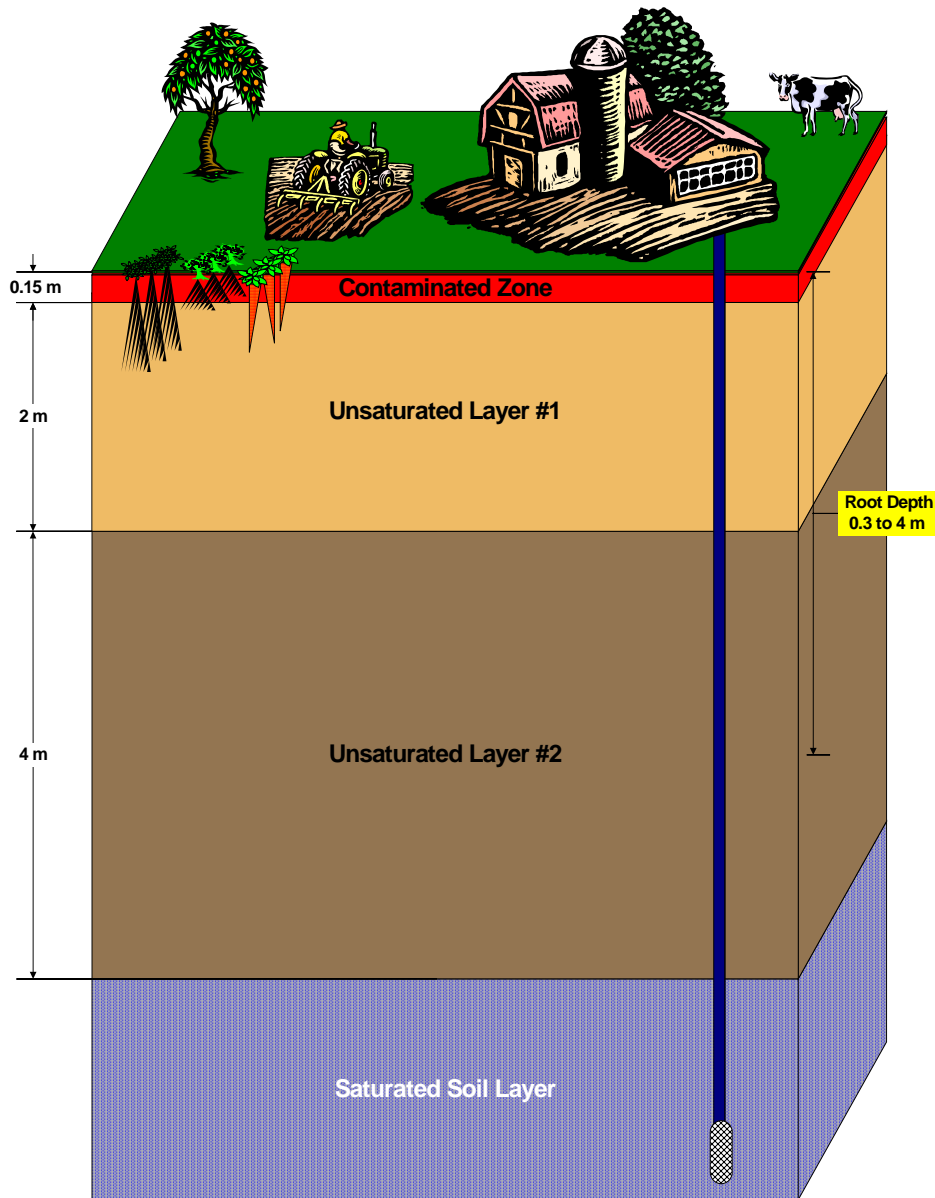 0.15 m
Contaminated Zone
2 m
Unsaturated Layer #1
Root Depth
0.3 to 4 m
4 m
Unsaturated Layer #2
Saturated Soil Layer